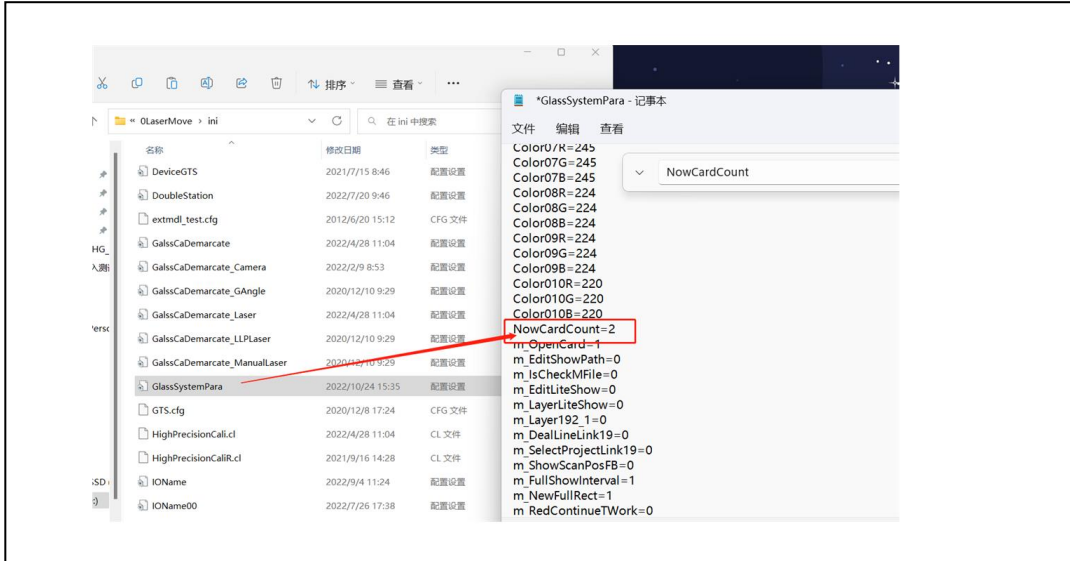 排序
查看
« 0LaserMove › ini
在 ini 中搜索
名称 修改日期 类型
DeviceGTS 2021/7/15 8:46 配置设置
DoubleStation 2022/7/20 9:46 配置设置
extmdl_test.cfg 2012/6/20 15:12 CFG 文件
GalssCaDemarcate 2022/4/28 11:04 配置设置
GalssCaDemarcate_Camera 2022/2/9 8:53 配置设置
GalssCaDemarcate_GAngle 2020/12/10 9:29 配置设置
GalssCaDemarcate_Laser 2022/4/28 11:04 配置设置
GalssCaDemarcate_LLPLaser 2020/12/10 9:29 配置设置
GalssCaDemarcate_ManualLaser 2020/12/10 9:29 配置设置
GlassSystemPara 2022/10/24 15:35 配置设置
GTS.cfg 2020/12/8 17:24 CFG 文件
HighPrecisionCali.cl 2022/4/28 11:04 CL 文件
HighPrecisionCaliR.cl 2021/9/16 14:28 CL 文件
IOName 2022/9/4 11:24 配置设置
IOName00 2022/7/26 17:38 配置设置
HG_
*GlassSystemPara - 记事本
文件 编辑 查看
NowCardCount
Color07R=245
Color07G=245
Color07B=245
Color08R=224
Color08G=224
Color08B=224
Color09R=224
Color09G=224
Color09B=224
Color010R=220
Color010G=220
Color010B=220
NowCardCount=2
m_OpenCard=1
m_EditShowPath=0
m_IsCheckMFile=0
m_EditLiteShow=0
m_LayerLiteShow=0
m_Layer192_1=0
m_DealLineLink19=0
m_SelectProjectLink19=0
m_ShowScanPosFB=0
m_FullShowInterval=1
m_NewFullRect=1
m_RedContinueTWork=0